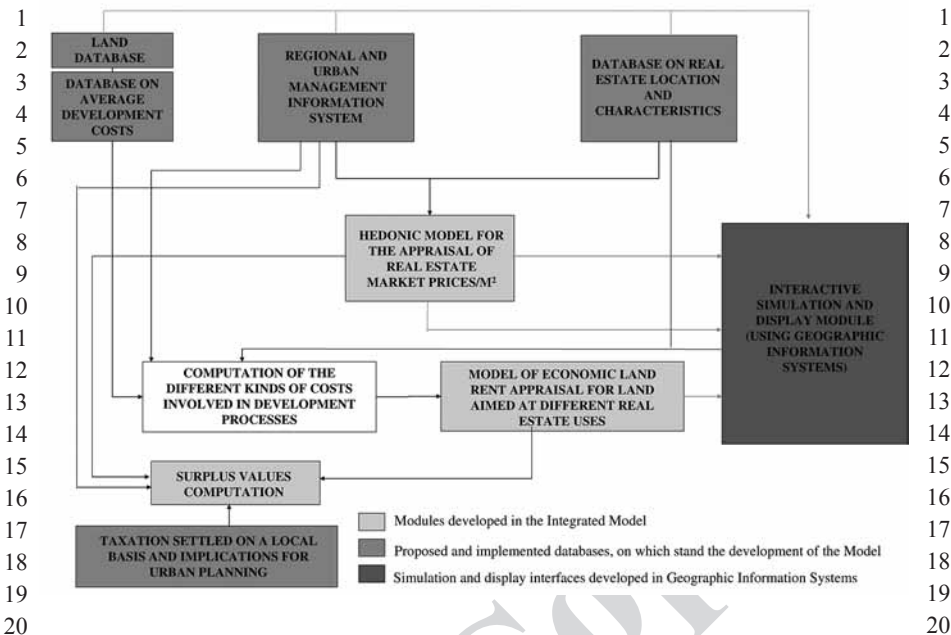 1
2
3
4
5
6
7
8
9
10
11
12
13
14
15
16
17
18
19
20
LAND
DATABASE
DATABASE ON
AVERAGE
DEVELOPMENT
COSTS
REGIONAL AND
URBAN
MANAGEMENT
INFORMATION
SYSTEM
DATABASE ON REAL
ESTATE LOCATION
AND
CHARACTERISTICS
HEDONIC MODEL FOR
THE APPRAISAL OF
REAL ESTATE
MARKET PRICES/M²
INTERACTIVE
SIMULATION AND
DISPLAY MODULE
(USING GEOGRAPHIC
INFORMATION
SYSTEMS)
COMPUTATION OF THE
DIFFERENT KINDS OF COSTS
INVOLVED IN DEVELOPMENT
PROCESSES
MODEL OF ECONOMIC LAND
RENT APPRAISAL FOR LAND
AIMED AT DIFFERENT REAL
ESTATE USES
SURPLUS VALUES
COMPUTATION
TAXATION SETTLED ON A LOCAL
BASIS AND IMPLICATIONS FOR
URBAN PLANNING
Modules developed in the Integrated Model
Proposed and implemented databases, on which stand the development of the Model
Simulation and display interfaces developed in Geographic Information Systems
1
2
3
4
5
6
7
8
9
10
11
12
13
14
15
16
17
18
19
20